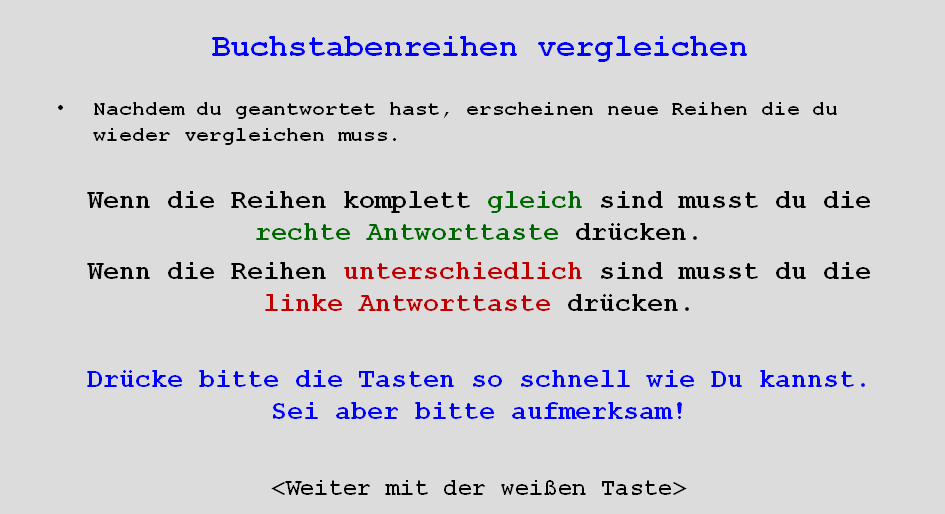 Buchstabenreihen vergleichen
• Nachdem du geantwortet hast, erscheinen neue Reihen die du
wieder vergleichen muss.
Wenn die Reihen komplett gleich sind musst du die
rechte Antworttaste drücken.
Wenn die Reihen unterschiedlich sind musst du die
linke Antworttaste drücken.
Drücke bitte die Tasten so schnell wie Du kannst.
Sei aber bitte aufmerksam!
<Weiter mit der weißen Taste>